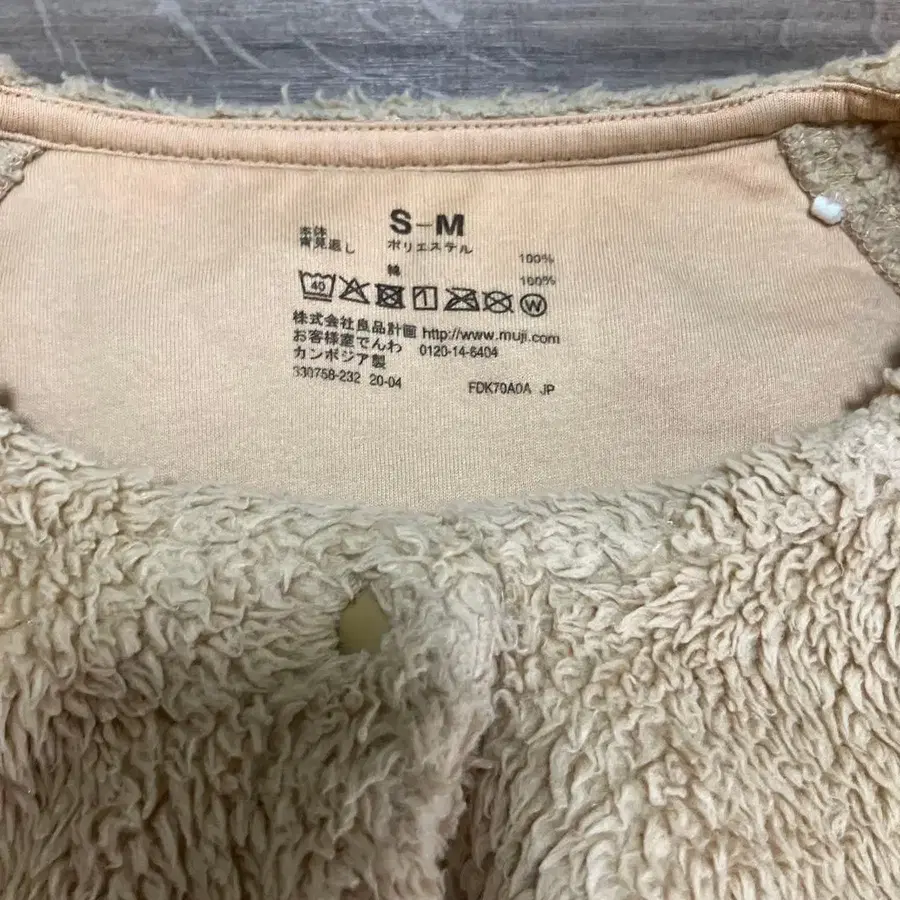 S-M
本体 ポリエステル 100%
背見返し 綿 100%
40 W
株式会社良品計画 http://www.muji.com
お客様室でんわ 0120-14-6404
カンボジア製
330758-232 20-04 FDK70A0A JP